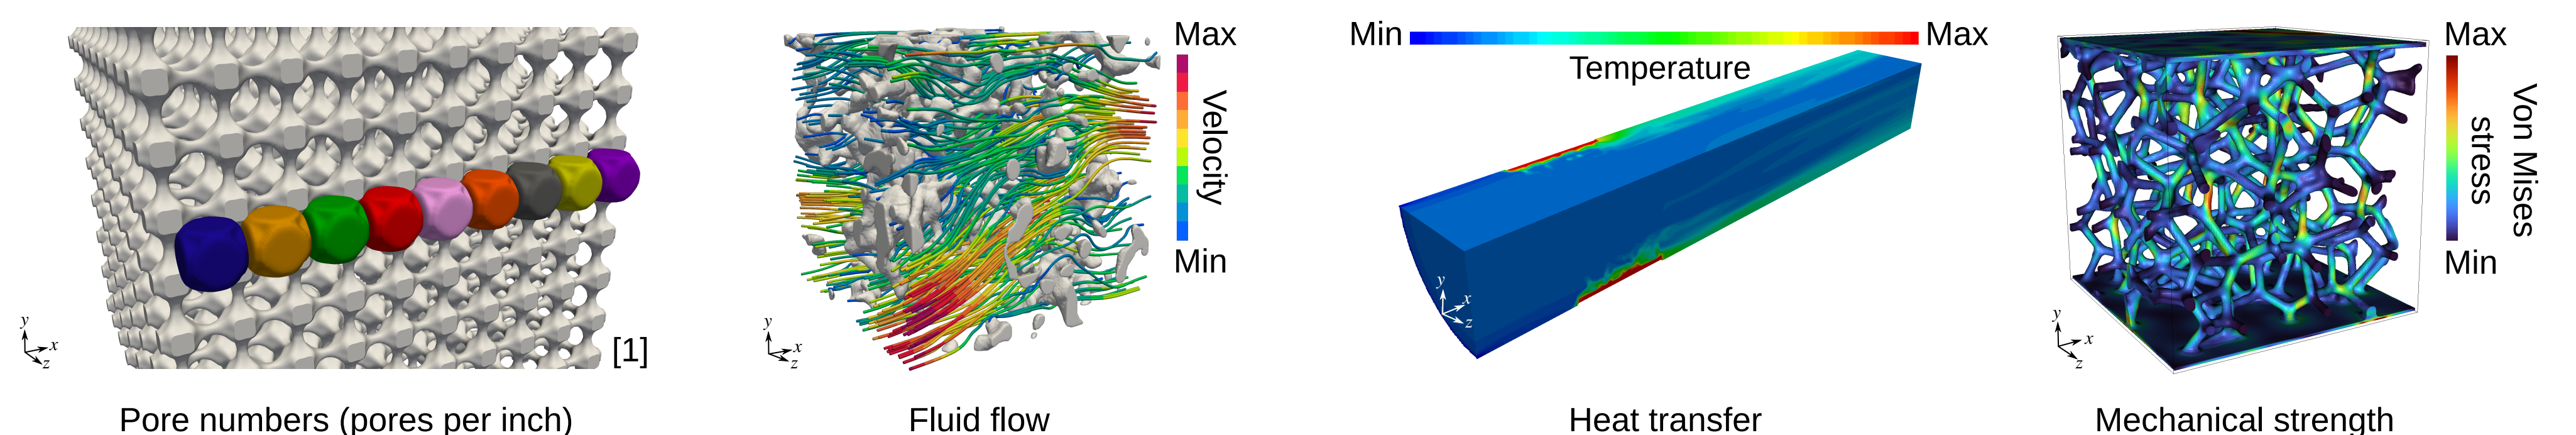 y
x
z
[1]
Pore numbers (pores per inch)
Max
Velocity
Min
y
x
z
Fluid flow
Min
Max
Temperature
y
x
z
Heat transfer
Max
Von Mises
stress
Min
y
x
z
Mechanical strength